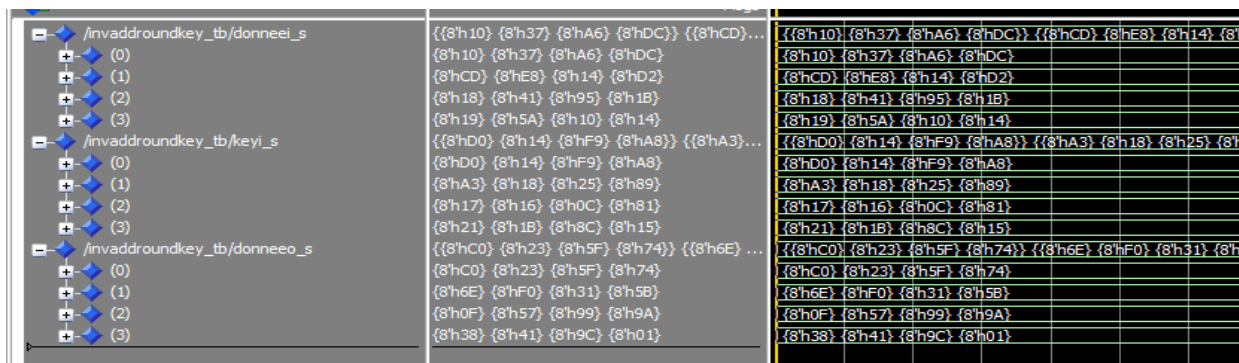 /invaddroundkey_tb/donneei_s {{8'h10} {8'h37} {8'hA6} {8'hDC}} {{8'hCD}... {{8'h10} {8'h37} {8'hA6} {8'hDC}} {{8'hCD} {8'hE8} {8'h14} {8'
(0) {8'h10} {8'h37} {8'hA6} {8'hDC} {8'h10} {8'h37} {8'hA6} {8'hDC}
(1) {8'hCD} {8'hE8} {8'h14} {8'hD2} {8'hCD} {8'hE8} {8'h14} {8'hD2}
(2) {8'h18} {8'h41} {8'h95} {8'h1B} {8'h18} {8'h41} {8'h95} {8'h1B}
(3) {8'h19} {8'h5A} {8'h10} {8'h14} {8'h19} {8'h5A} {8'h10} {8'h14}
/invaddroundkey_tb/keyi_s {{8'hD0} {8'h14} {8'hF9} {8'hA8}} {{8'hA3}... {{8'hD0} {8'h14} {8'hF9} {8'hA8}} {{8'hA3} {8'h18} {8'h25} {8'h
(0) {8'hD0} {8'h14} {8'hF9} {8'hA8} {8'hD0} {8'h14} {8'hF9} {8'hA8}
(1) {8'hA3} {8'h18} {8'h25} {8'h89} {8'hA3} {8'h18} {8'h25} {8'h89}
(2) {8'h17} {8'h16} {8'h0C} {8'h81} {8'h17} {8'h16} {8'h0C} {8'h81}
(3) {8'h21} {8'h1B} {8'h8C} {8'h15} {8'h21} {8'h1B} {8'h8C} {8'h15}
/invaddroundkey_tb/donneeo_s {{8'hC0} {8'h23} {8'h5F} {8'h74}} {{8'h6E} ... {{8'hC0} {8'h23} {8'h5F} {8'h74}} {{8'h6E} {8'hF0} {8'h31} {8'h
(0) {8'hC0} {8'h23} {8'h5F} {8'h74} {8'hC0} {8'h23} {8'h5F} {8'h74}
(1) {8'h6E} {8'hF0} {8'h31} {8'h5B} {8'h6E} {8'hF0} {8'h31} {8'h5B}
(2) {8'h0F} {8'h57} {8'h99} {8'h9A} {8'h0F} {8'h57} {8'h99} {8'h9A}
(3) {8'h38} {8'h41} {8'h9C} {8'h01} {8'h38} {8'h41} {8'h9C} {8'h01}